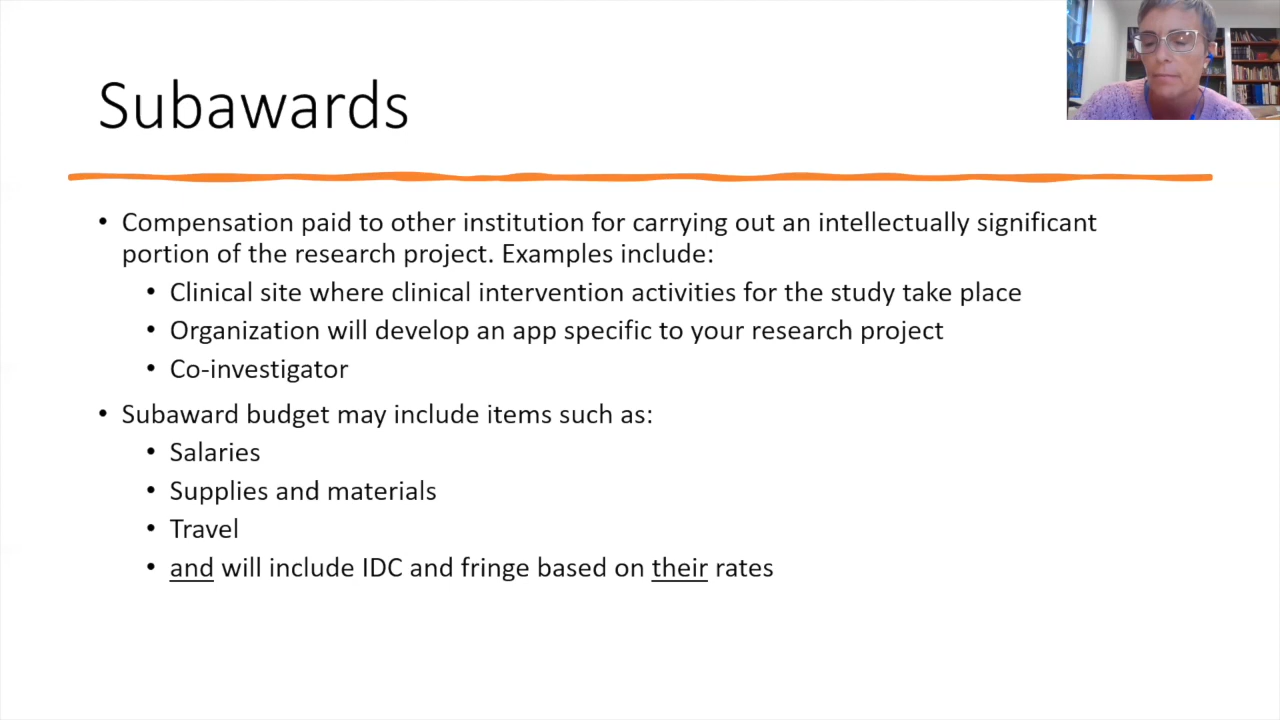 Subawards
• Compensation paid to other institution for carrying out an intellectually significant
portion of the research project. Examples include:
• Clinical site where clinical intervention activities for the study take place
• Organization will develop an app specific to your research project
• Co-investigator
• Subaward budget may include items such as:
• Salaries
• Supplies and materials
• Travel
• and will include IDC and fringe based on their rates